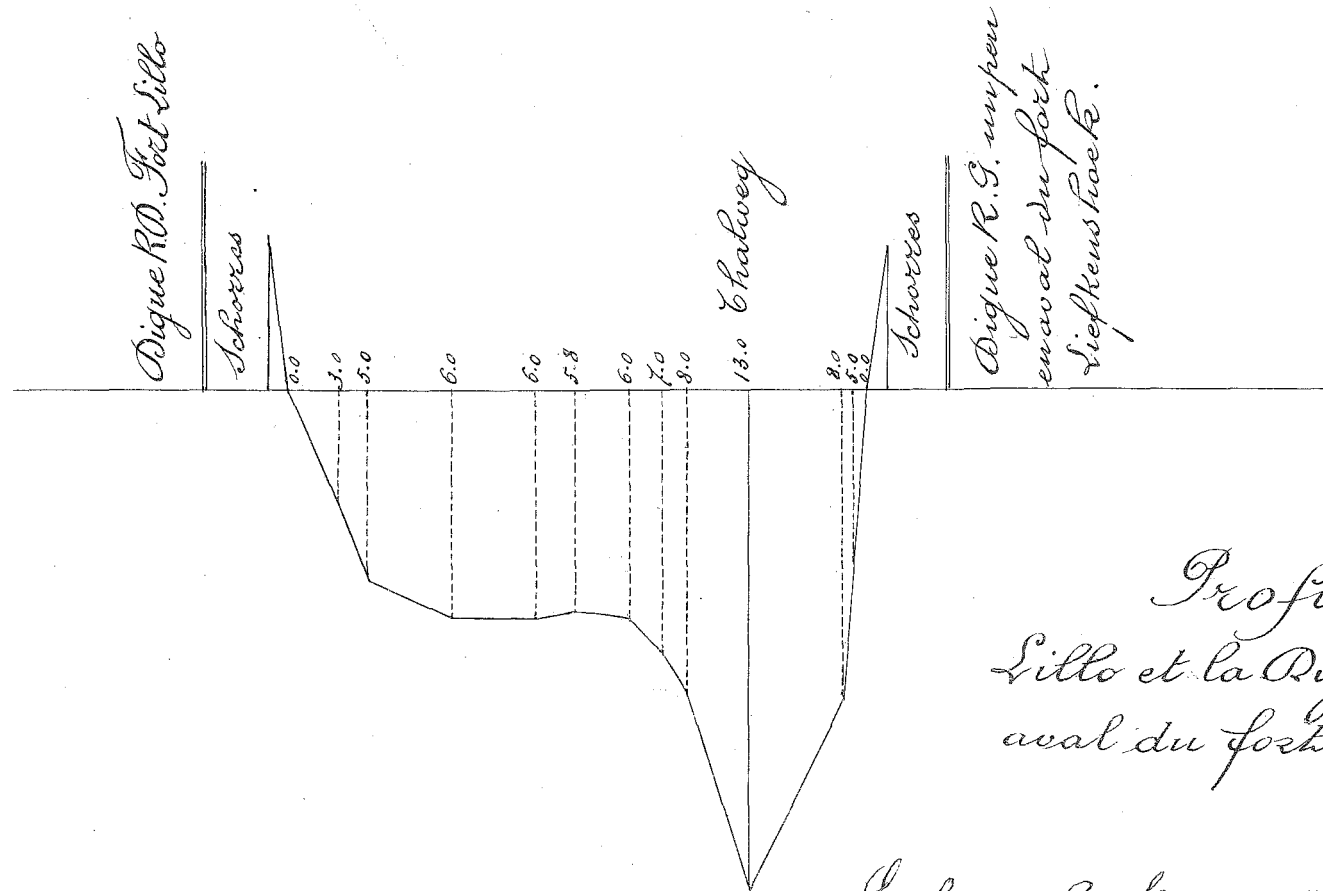 Digue R.D. Fort Lillo
Schorres
0.0
3.0
5.0
6.0
6.0
5.8
6.0
7.0
8.0
13.0 Thalweg
8.0
5.0
0.0
Schorres
Digue R.G. un peu
en aval du fort
Liefkenshoek.
Profi
Lillo et la Di
aval du fort